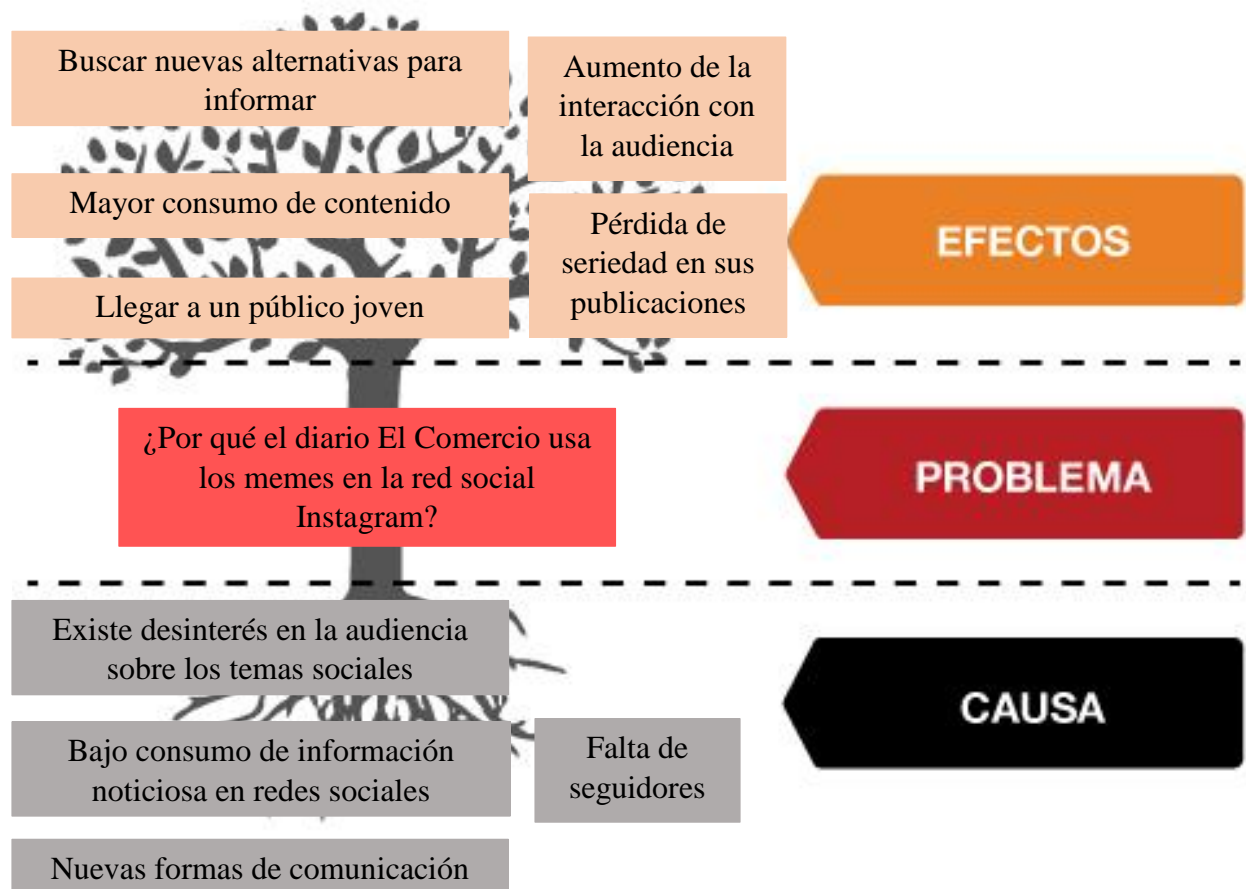 Buscar nuevas alternativas para
informar
Aumento de la
interacción con
la audiencia
Mayor consumo de contenido
Pérdida de
seriedad en sus
publicaciones
Llegar a un público joven
EFECTOS
¿Por qué el diario El Comercio usa
los memes en la red social
Instagram?
PROBLEMA
Existe desinterés en la audiencia
sobre los temas sociales
Bajo consumo de información
noticiosa en redes sociales
Falta de
seguidores
Nuevas formas de comunicación
CAUSA